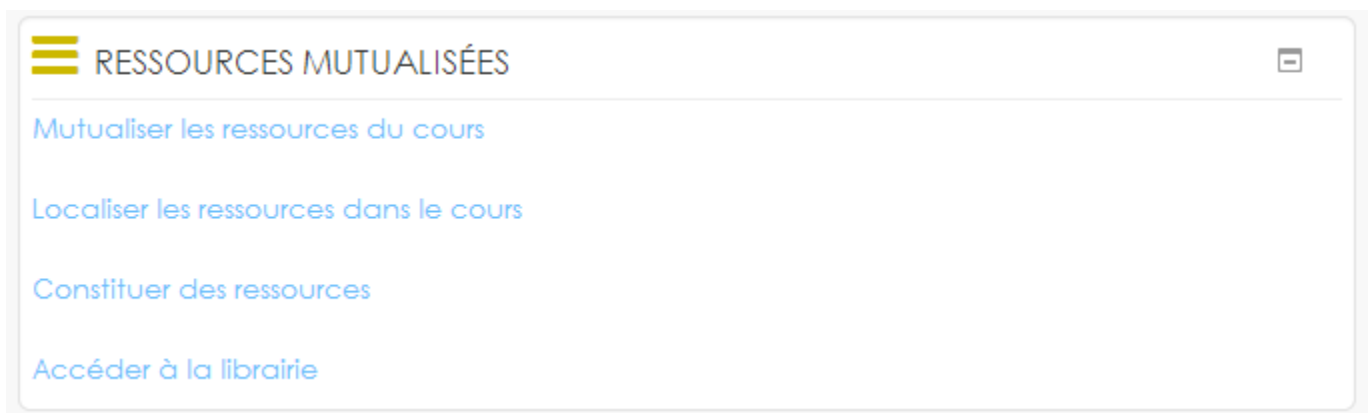 RESSOURCES MUTUALISÉES
Mutualiser les ressources du cours
Localiser les ressources dans le cours
Constituer des ressources
Accéder à la librairie